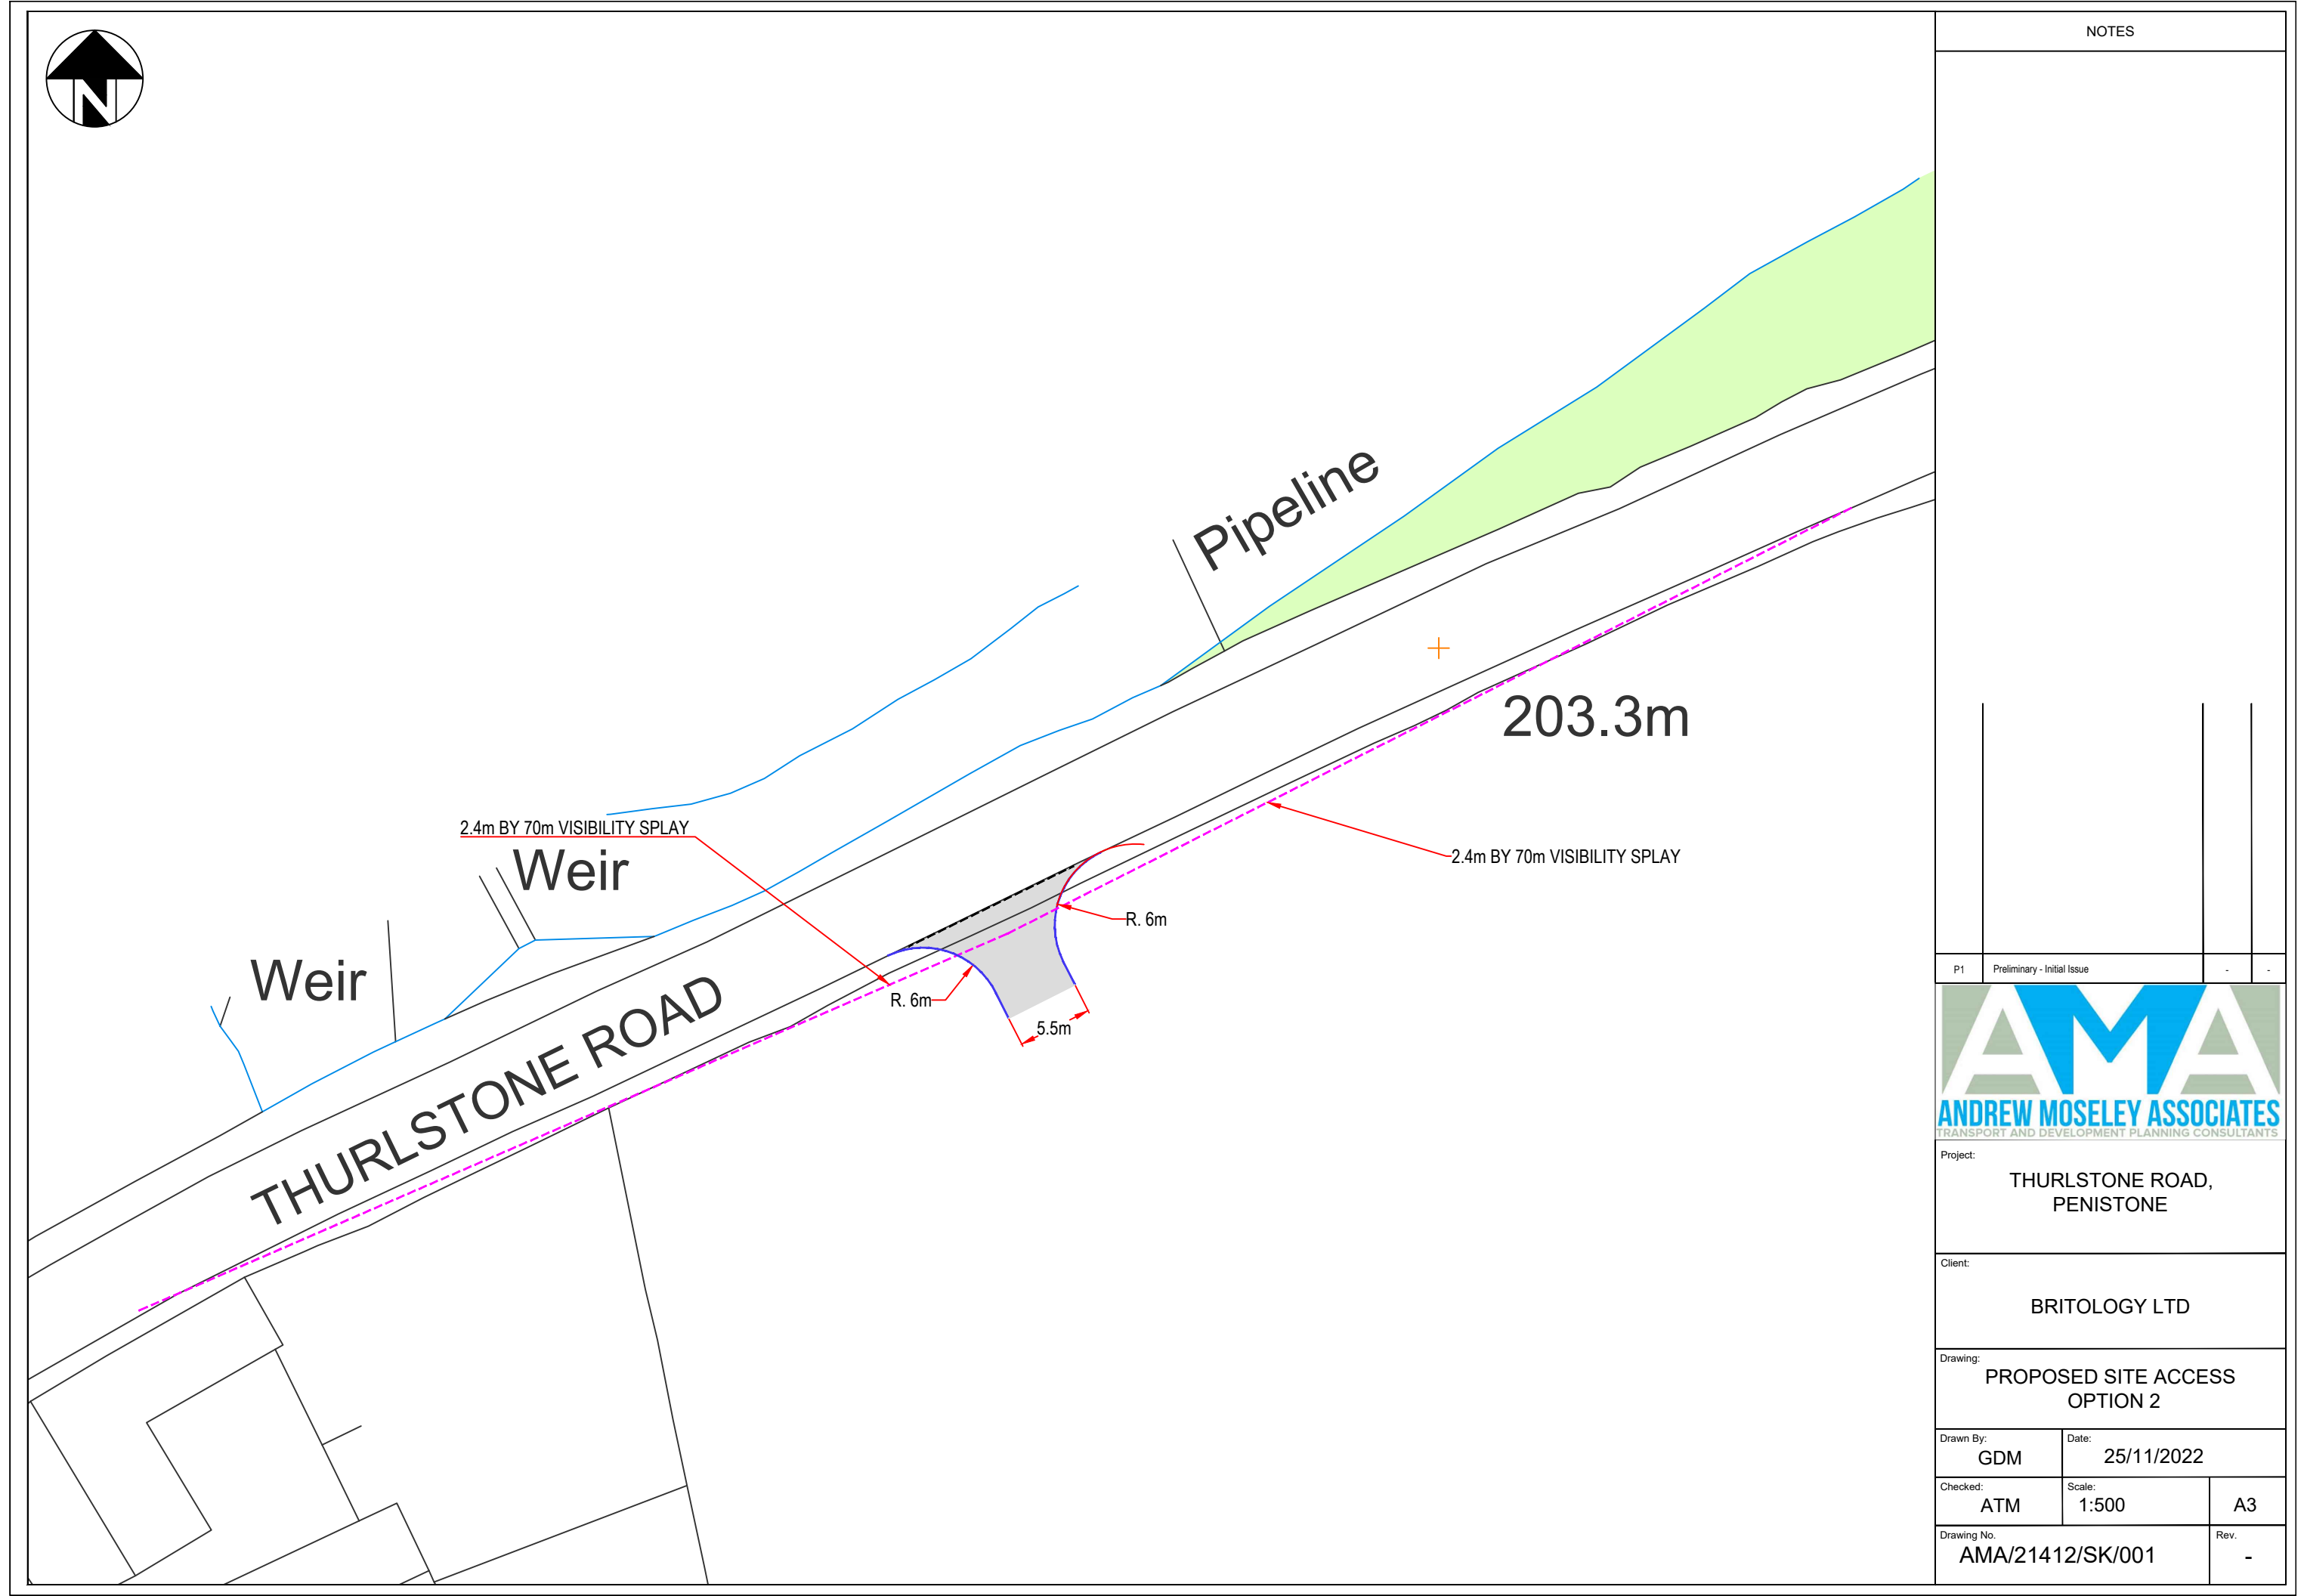 N
Pipeline
203.3m
2.4m BY 70m VISIBILITY SPLAY
Weir
2.4m BY 70m VISIBILITY SPLAY
R. 6m
Weir
R. 6m
5.5m
THURLSTONE ROAD
NOTES
P1 Preliminary - Initial Issue - -
AMA
ANDREW MOSELEY ASSOCIATES
TRANSPORT AND DEVELOPMENT PLANNING CONSULTANTS
Project:
THURLSTONE ROAD,
PENISTONE
Client:
BRITOLOGY LTD
Drawing:
PROPOSED SITE ACCESS
OPTION 2
Drawn By: Date:
GDM 25/11/2022
Checked: Scale:
ATM 1:500 A3
Drawing No. Rev.
AMA/21412/SK/001 -